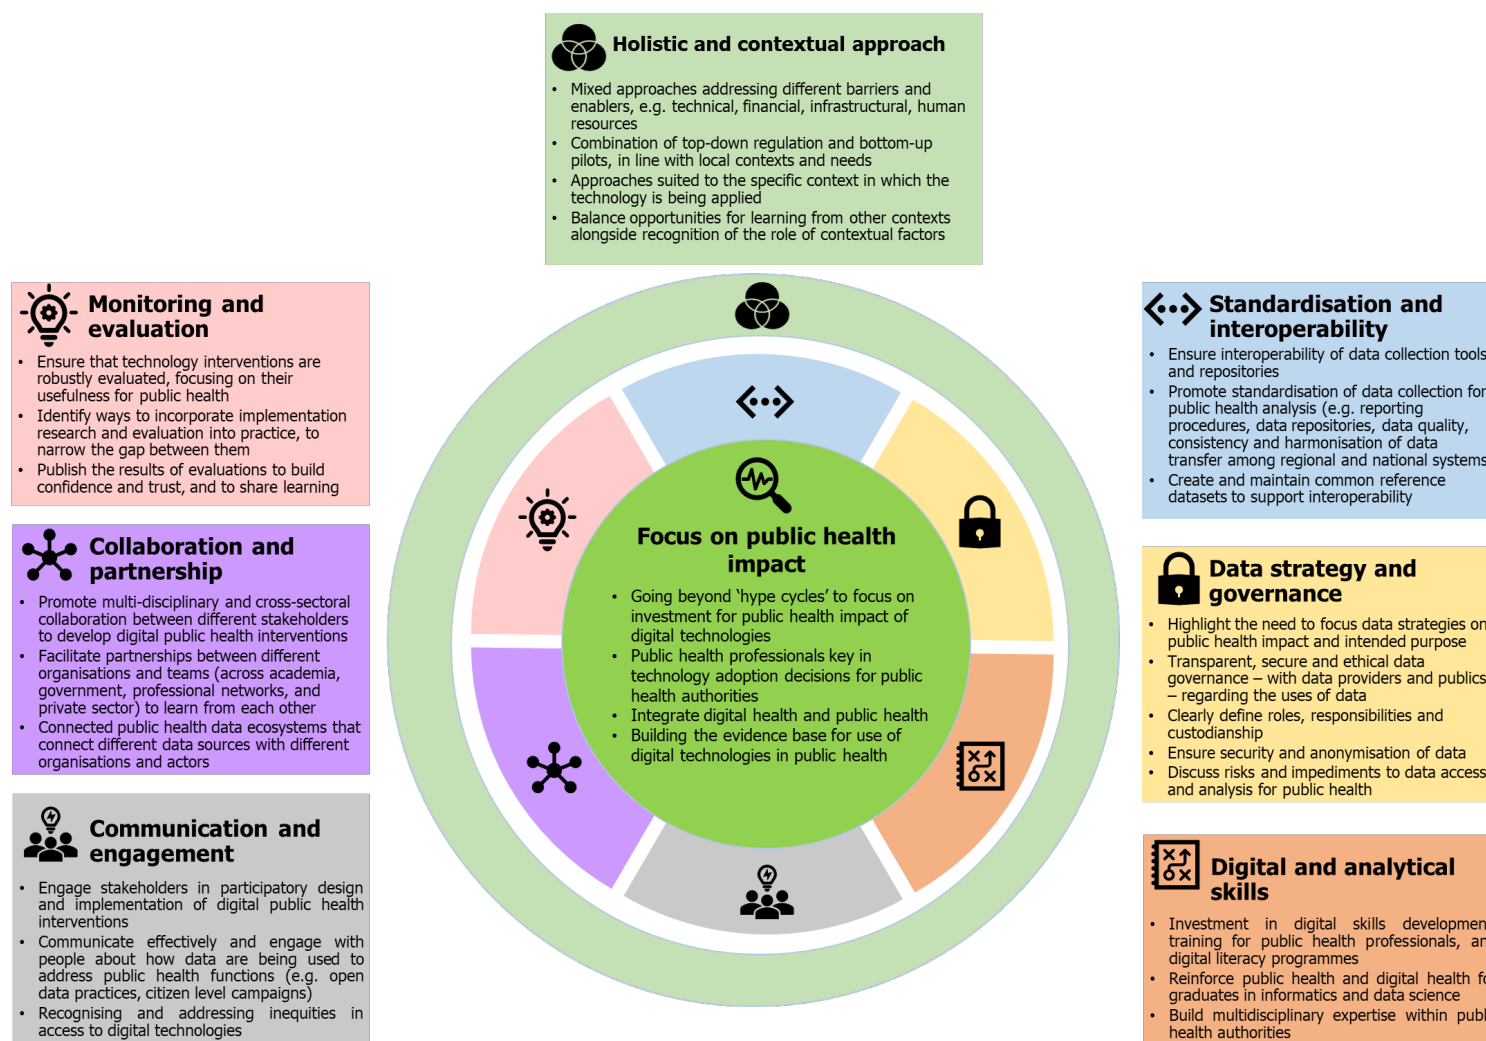 Holistic and contextual approach
• Mixed approaches addressing different barriers and
enablers, e.g. technical, financial, infrastructural, human
resources
• Combination of top-down regulation and bottom-up
pilots, in line with local contexts and needs
• Approaches suited to the specific context in which the
technology is being applied
• Balance opportunities for learning from other contexts
alongside recognition of the role of contextual factors
Monitoring and
evaluation
• Ensure that technology interventions are
robustly evaluated, focusing on their
usefulness for public health
• Identify ways to incorporate implementation
research and evaluation into practice, to
narrow the gap between them
• Publish the results of evaluations to build
confidence and trust, and to share learning
Collaboration and
partnership
• Promote multi-disciplinary and cross-sectoral
collaboration between different stakeholders
to develop digital public health interventions
• Facilitate partnerships between different
organisations and teams (across academia,
government, professional networks, and
private sector) to learn from each other
• Connected public health data ecosystems that
connect different data sources with different
organisations and actors
Communication and
engagement
• Engage stakeholders in participatory design
and implementation of digital public health
interventions
• Communicate effectively and engage with
people about how data are being used to
address public health functions (e.g. open
data practices, citizen level campaigns)
• Recognising and addressing inequities in
access to digital technologies
Focus on public health
impact
• Going beyond ‘hype cycles’ to focus on
investment for public health impact of
digital technologies
• Public health professionals key in
technology adoption decisions for public
health authorities
• Integrate digital health and public health
• Building the evidence base for use of
digital technologies in public health
Standardisation and
interoperability
• Ensure interoperability of data collection tools
and repositories
• Promote standardisation of data collection for
public health analysis (e.g. reporting
procedures, data repositories, data quality,
consistency and harmonisation of data
transfer among regional and national systems
• Create and maintain common reference
datasets to support interoperability
Data strategy and
governance
• Highlight the need to focus data strategies on
public health impact and intended purpose
• Transparent, secure and ethical data
governance – with data providers and publics
– regarding the uses of data
• Clearly define roles, responsibilities and
custodianship
• Ensure security and anonymisation of data
• Discuss risks and impediments to data access
and analysis for public health
Digital and analytical
skills
• Investment in digital skills developmen
training for public health professionals, an
digital literacy programmes
• Reinforce public health and digital health fo
graduates in informatics and data science
• Build multidisciplinary expertise within publ
health authorities